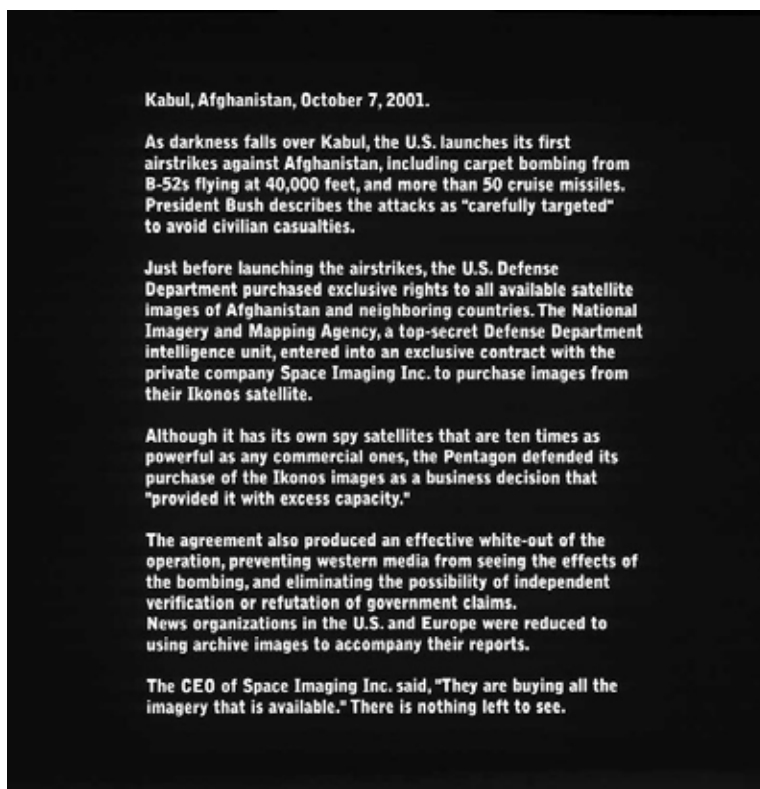 Kabul, Afghanistan, October 7, 2001.
As darkness falls over Kabul, the U.S. launches its first
airstrikes against Afghanistan, including carpet bombing from
B-52s flying at 40,000 feet, and more than 50 cruise missiles.
President Bush describes the attacks as "carefully targeted"
to avoid civilian casualties.
Just before launching the airstrikes, the U.S. Defense
Department purchased exclusive rights to all available satellite
images of Afghanistan and neighboring countries. The National
Imagery and Mapping Agency, a top-secret Defense Department
intelligence unit, entered into an exclusive contract with the
private company Space Imaging Inc. to purchase images from
their Ikonos satellite.
Although it has its own spy satellites that are ten times as
powerful as any commercial ones, the Pentagon defended its
purchase of the Ikonos images as a business decision that
"provided it with excess capacity."
The agreement also produced an effective white-out of the
operation, preventing western media from seeing the effects of
the bombing, and eliminating the possibility of independent
verification or refutation of government claims.
News organizations in the U.S. and Europe were reduced to
using archive images to accompany their reports.
The CEO of Space Imaging Inc. said, "They are buying all the
imagery that is available." There is nothing left to see.